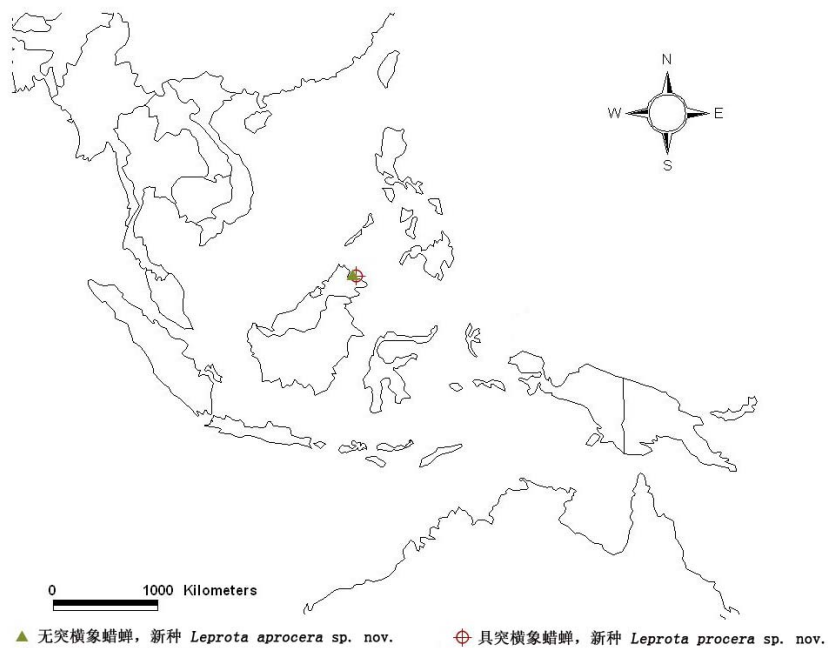 N
W E
S
0 1000 Kilometers
无突横象蜡蝉，新种 Leprota aprocera sp. nov.
具突横象蜡蝉，新种 Leprota procera sp. nov.